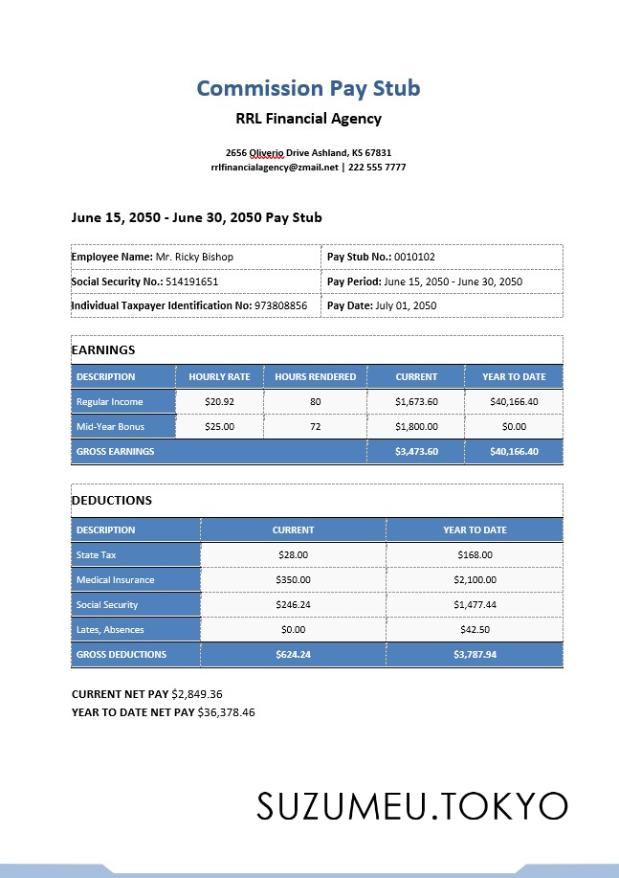 Commission Pay Stub
RRL Financial Agency
2656 Oliverio Drive Ashland, KS 67831
rrlfinancialagency@zmail.net | 222 555 7777
June 15, 2050 - June 30, 2050 Pay Stub
Employee Name: Mr. Ricky Bishop Pay Stub No.: 0010102
Social Security No.: 514191651 Pay Period: June 15, 2050 - June 30, 2050
Individual Taxpayer Identification No: 973808856 Pay Date: July 01, 2050
EARNINGS
DESCRIPTION HOURLY RATE HOURS RENDERED CURRENT YEAR TO DATE
Regular Income $20.92 80 $1,673.60 $40,166.40
Mid-Year Bonus $25.00 72 $1,800.00 $0.00
GROSS EARNINGS $3,473.60 $40,166.40
DEDUCTIONS
DESCRIPTION CURRENT YEAR TO DATE
State Tax $28.00 $168.00
Medical Insurance $350.00 $2,100.00
Social Security $246.24 $1,477.44
Lates, Absences $0.00 $42.50
GROSS DEDUCTIONS $624.24 $3,787.94
CURRENT NET PAY $2,849.36
YEAR TO DATE NET PAY $36,378.46
SUZUMEU.TOKYO